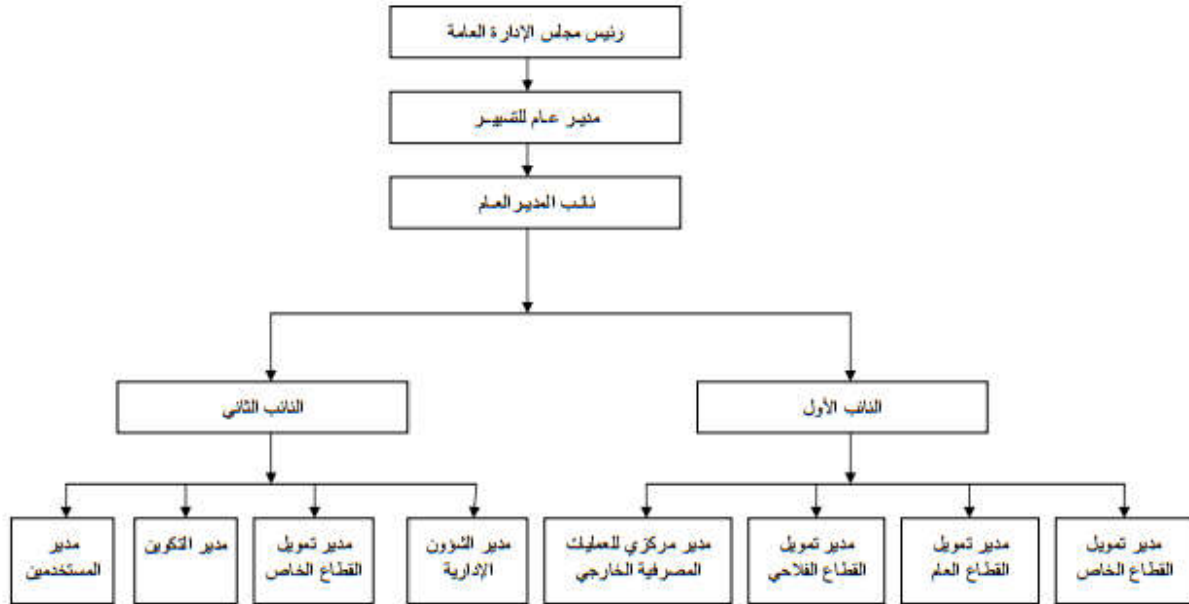 رئيس مجلس الإدارة العامة
مدير عام للتسيير
نائب المدير العام
النائب الأول
النائب الثاني
مدير تمويل
القطاع الخاص
مدير تمويل
القطاع العام
مدير تمويل
القطاع الفلاحي
مدير مركزي للعمليات
المصرفية الخارجي
مدير الشؤون
الإدارية
مدير تمويل
القطاع الخاص
مدير التكوين
مدير
المستخدمين